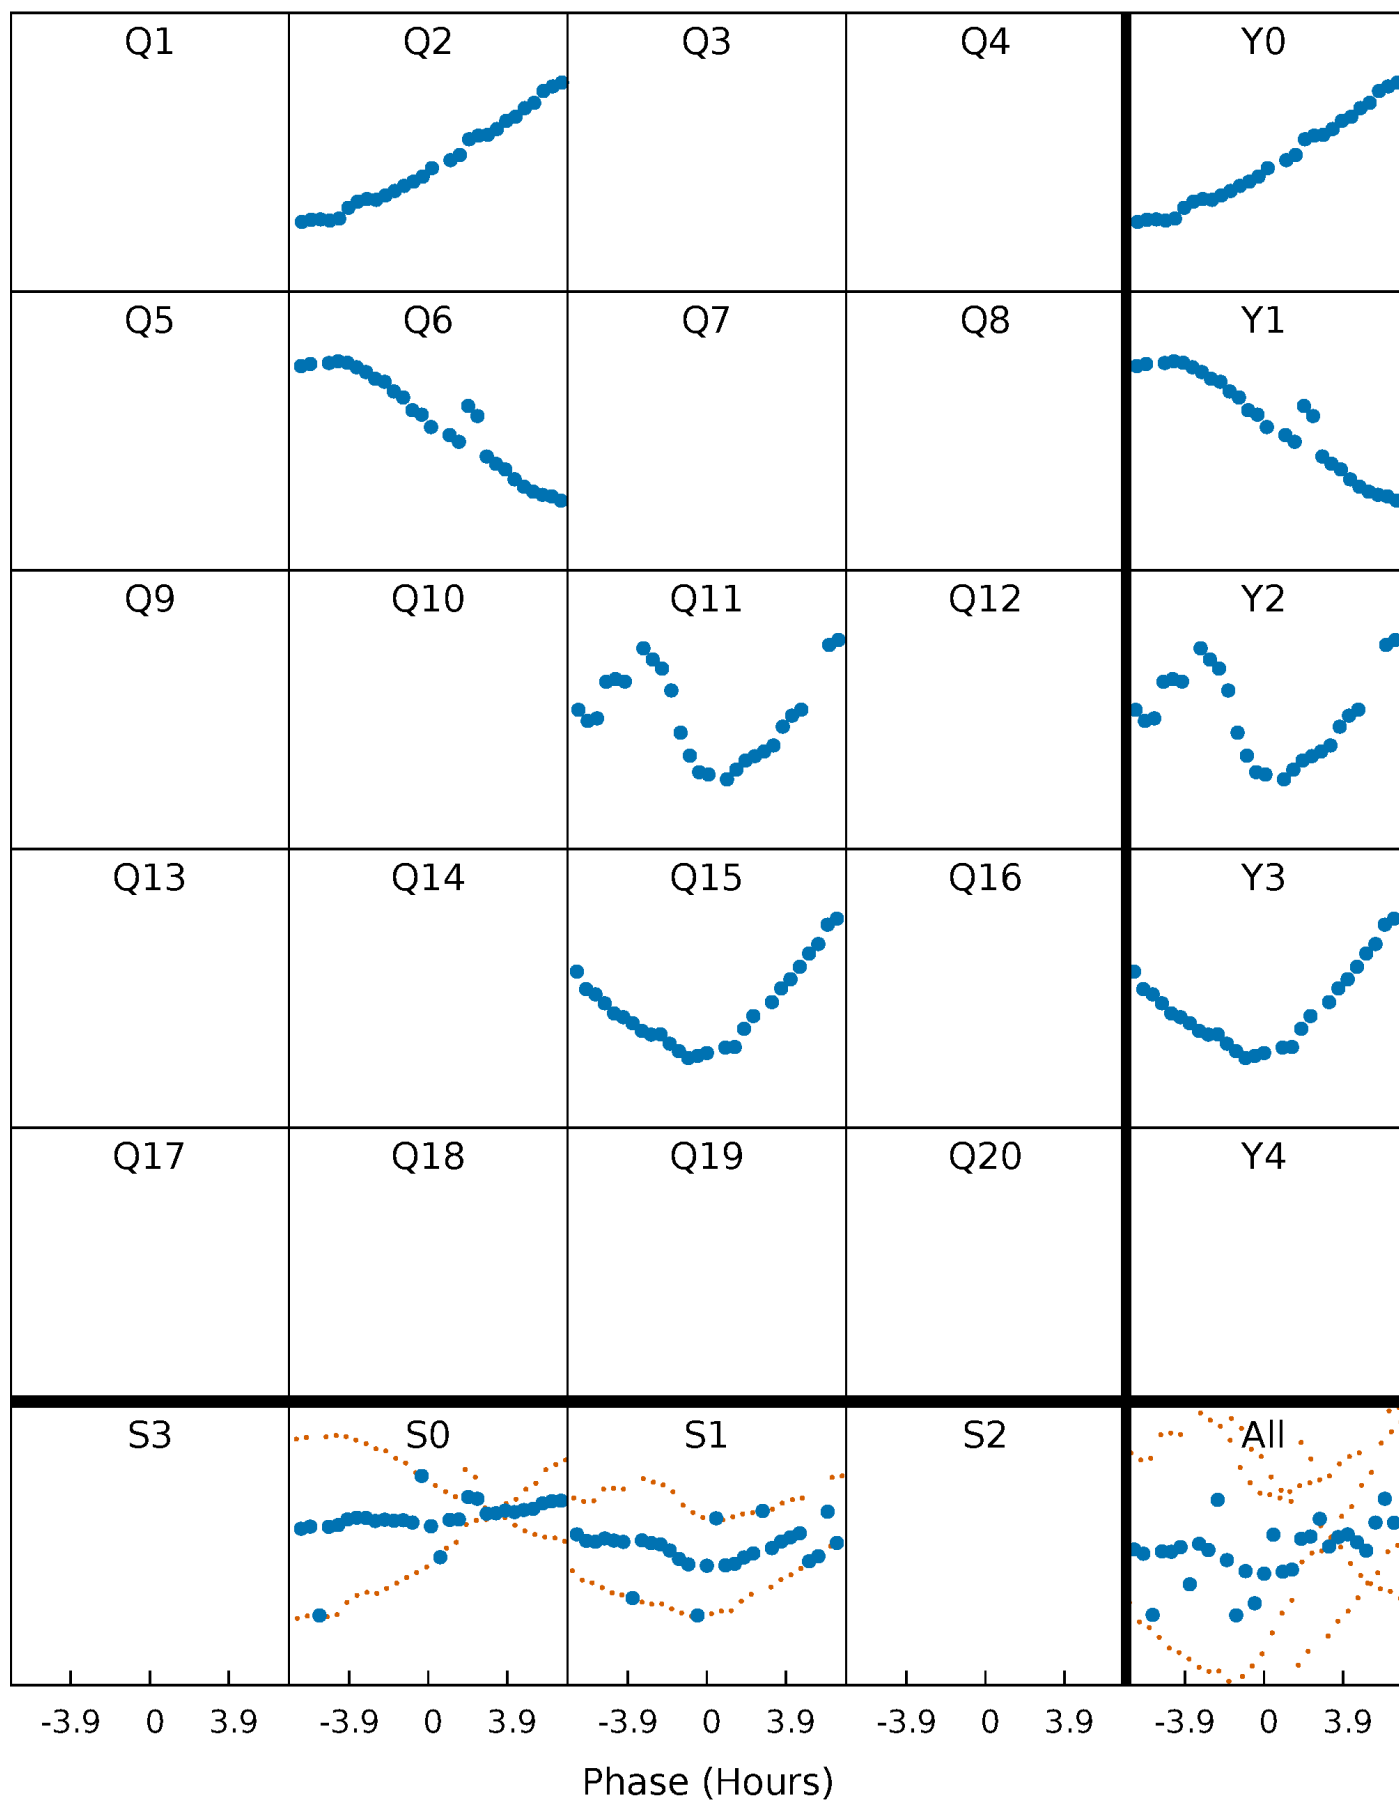 Q1 Q2 Q3 Q4 Y0
Q5 Q6 Q7 Q8 Y1
Q9 Q10 Q11 Q12 Y2
Q13 Q14 Q15 Q16 Y3
Q17 Q18 Q19 Q20 Y4
S3 S0 S1 S2 All
-3.9 0 3.9 -3.9 0 3.9 -3.9 0 3.9 -3.9 0 3.9 -3.9 0 3.9
Phase (Hours)